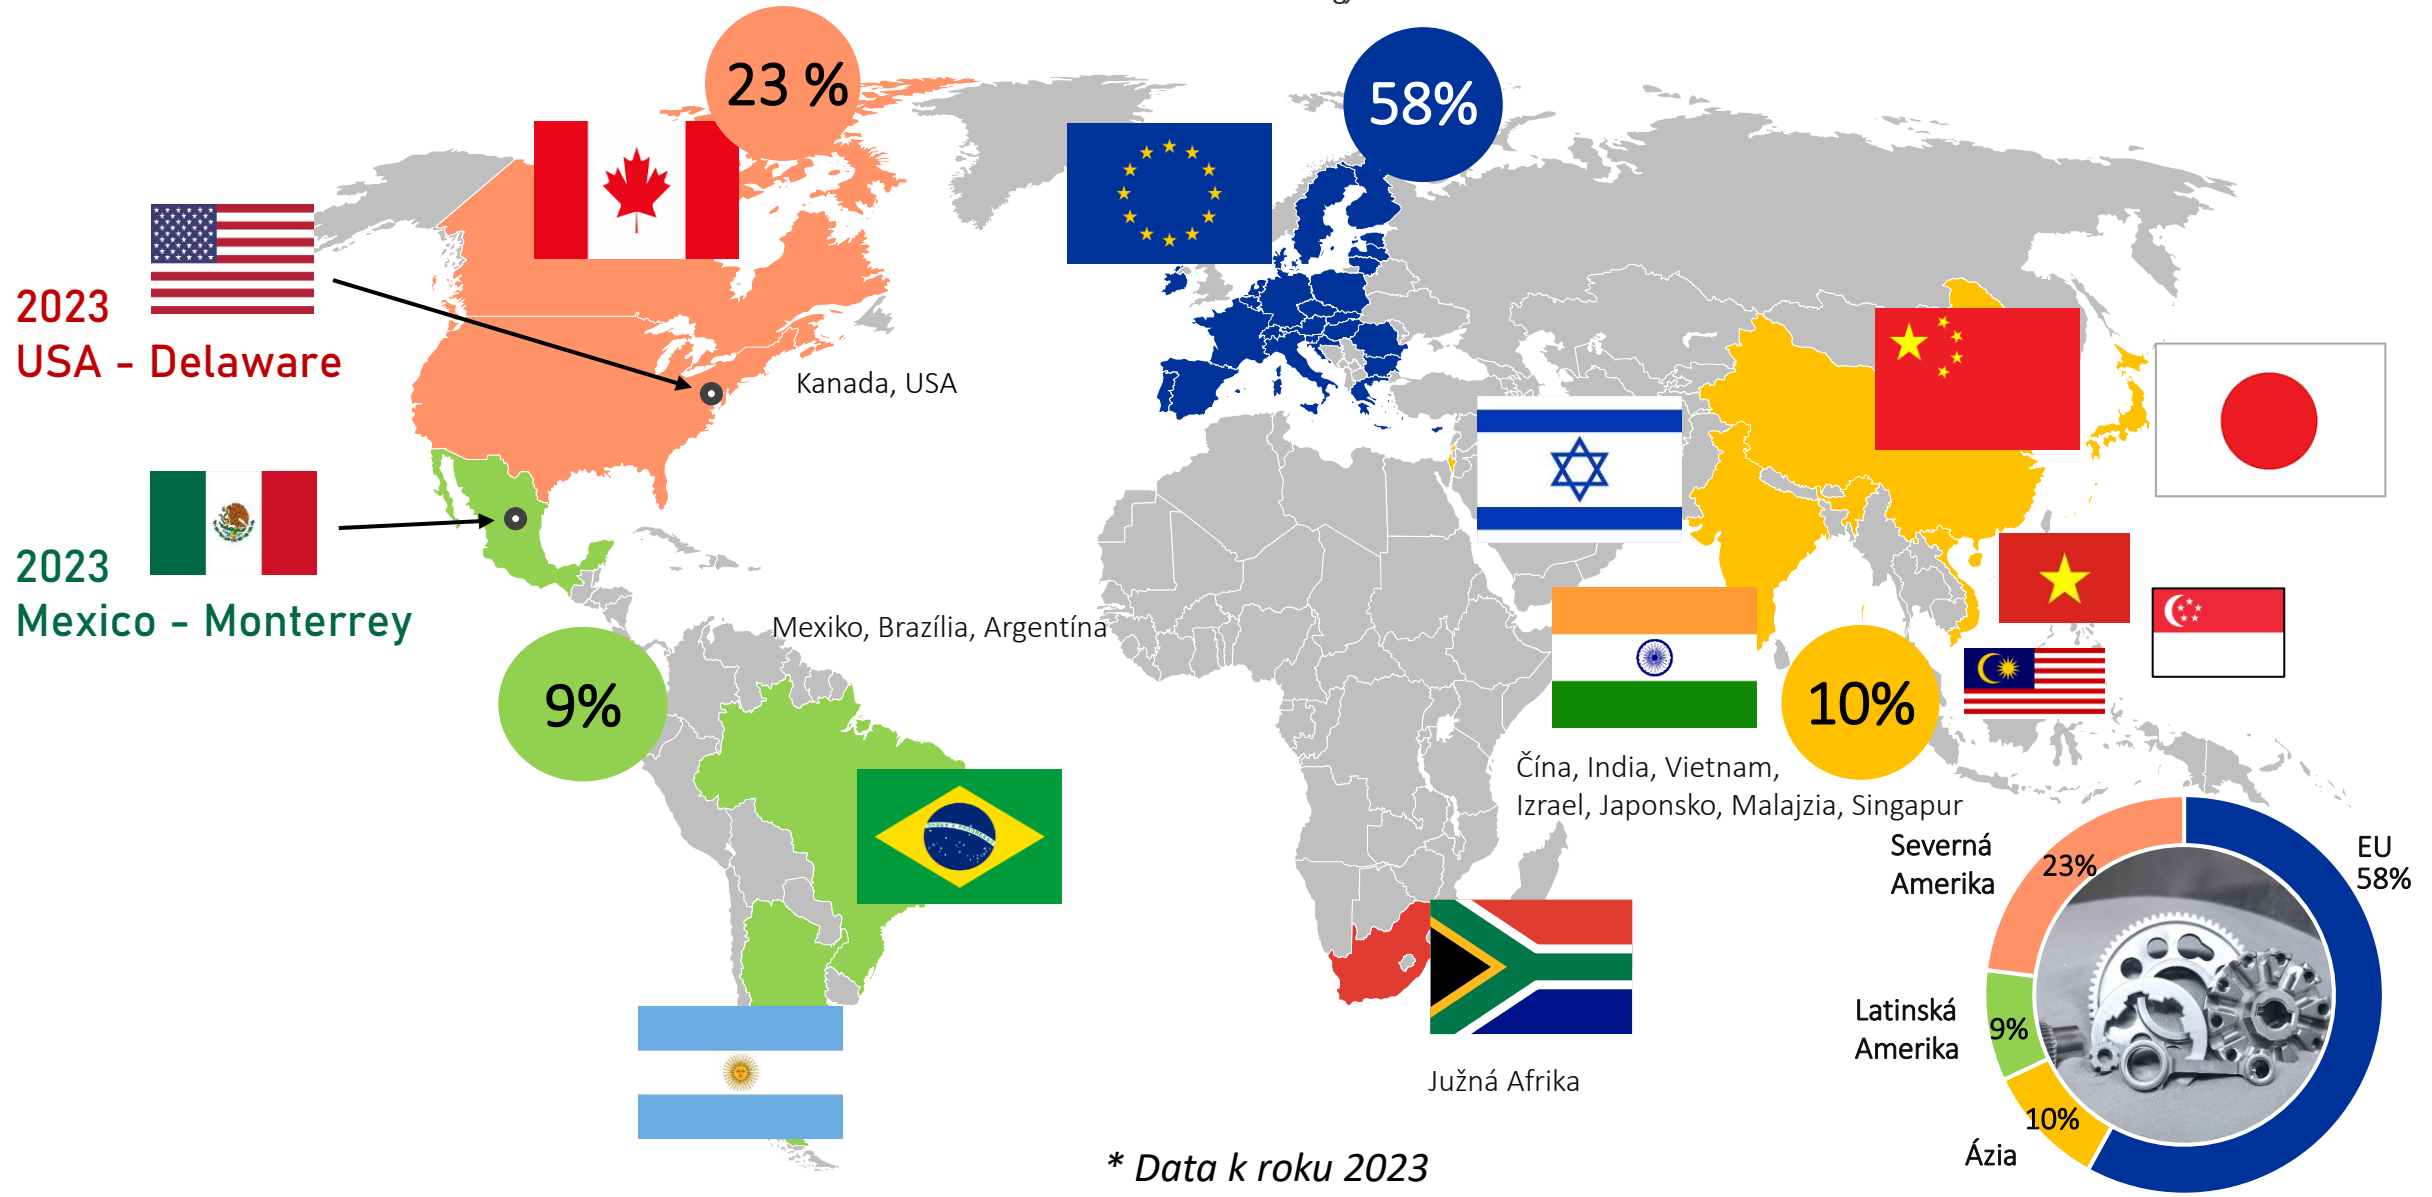 23 %
58%
2023
USA - Delaware
Kanada, USA
2023
Mexico - Monterrey
Mexiko, Brazília, Argentína
9%
10%
Čína, India, Vietnam,
Izrael, Japonsko, Malajzia, Singapur
Južná Afrika
Severná
Amerika
23%
EU
58%
Latinská
Amerika
9%
10%
Ázia
* Data k roku 2023